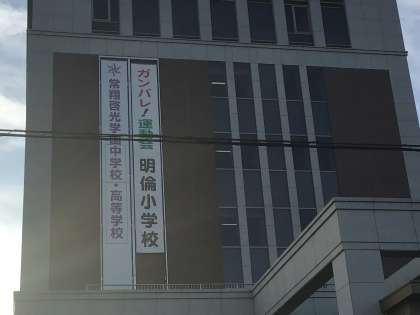 常翔啓光学園中学校・高等学校
ガンバレ!運動会 明倫小学校